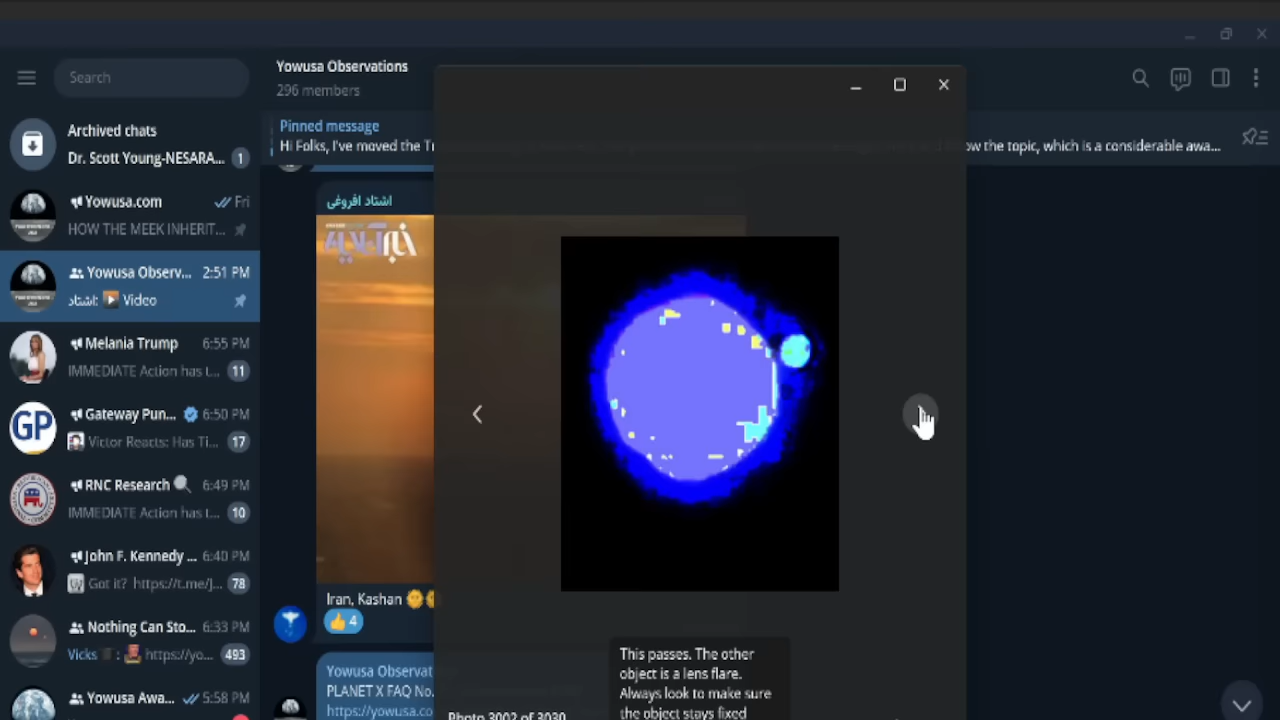 Search
Archived chats
Dr. Scott Young-NESARA... 1
Yowusa.com Fri
HOW THE MEEK INHERIT...
Yowusa Observ... 2:51 PM
Video
Melania Trump 6:55 PM
IMMEDIATE Action has t... 11
GP
Gateway Pun... 6:50 PM
Victor Reacts: Has Ti... 17
RNC Research 6:49 PM
IMMEDIATE Action has t... 10
John F. Kennedy ... 6:40 PM
Got it? https://t.me/J... 78
Nothing Can Sto... 6:33 PM
Vicks : https://yo... 493
Yowusa Awa... 5:58 PM
Yowusa Observations
296 members
Pinned message
Hi Folks, I've moved the
ow the topic, which is a considerable awa...
Iran, Kashan
4
Yowusa Observat
PLANET X FAQ No.
https://yowusa.co
This passes. The other
object is a lens flare.
Always look to make sure
the object stays fixed
Photo 3002 of 3030